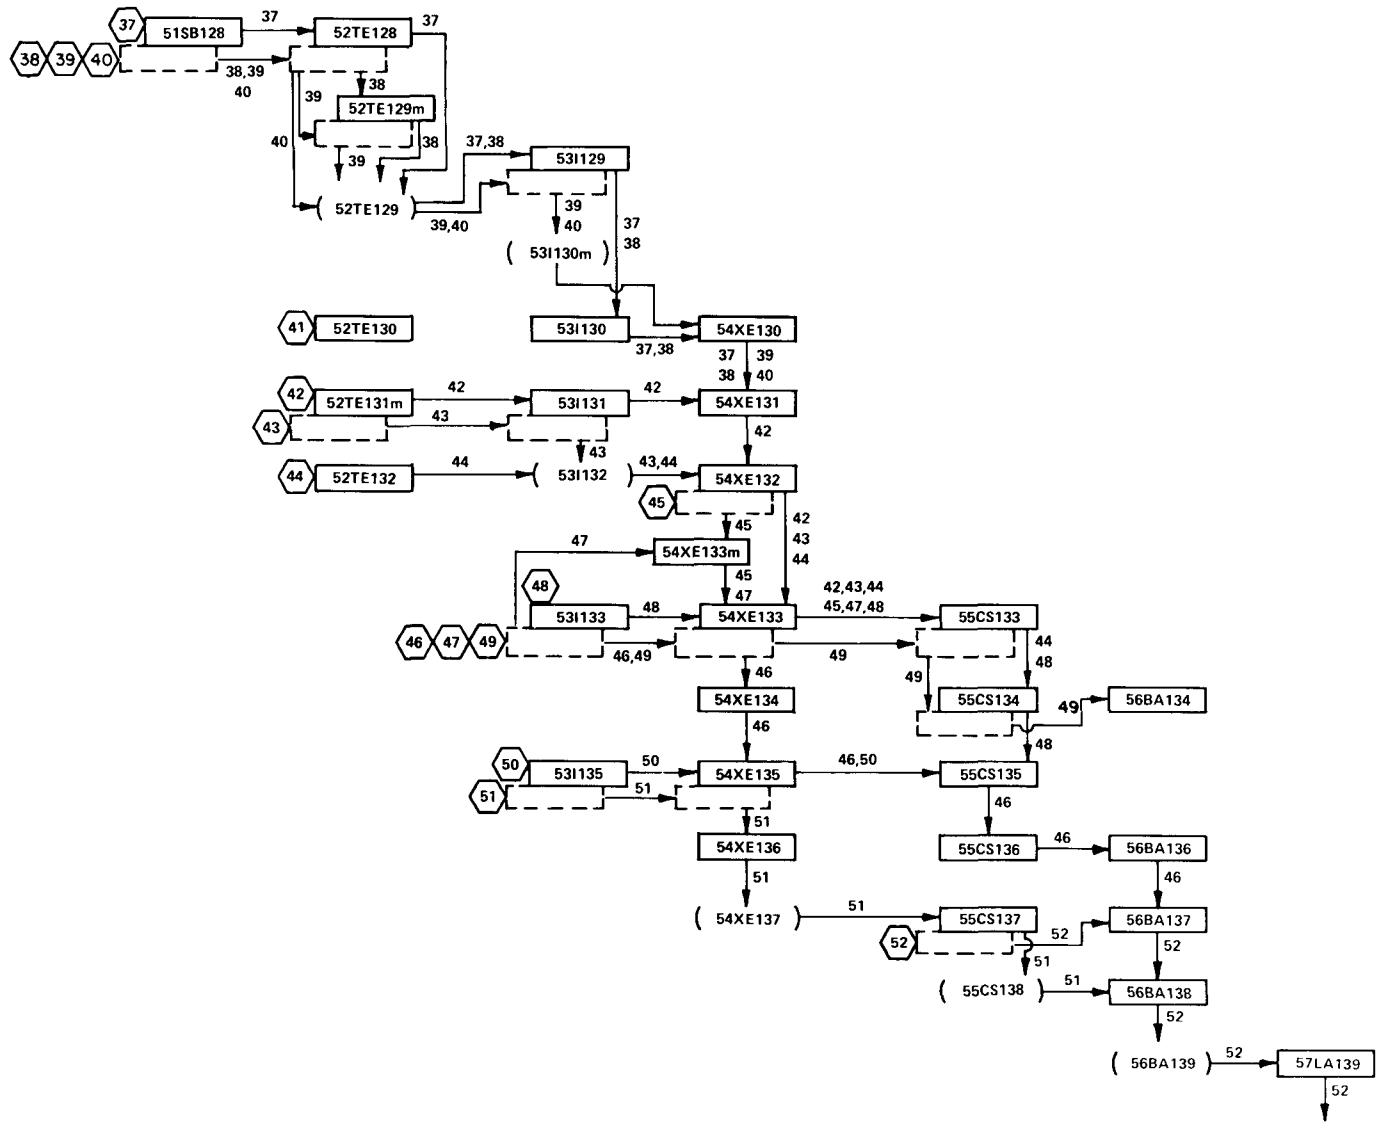 37 51SB128 37 52TE128 37
38 39 40 38,39
40
39 38
52TE129m
40 38
39
37,38 53I129
( 52TE129 )
39,40 39
40 37
38
( 53I130m )
41 52TE130 53I130 54XE130
37,38
37 39
38 40
42 52TE131m 42 53I131 42 54XE131
43 43 42
43
44 52TE132 44 ( 53I132 ) 43,44 54XE132
45
45 42
43
44
47 54XE133m
45
47
42,43,44
45,47,48
48 53I133 48 54XE133 55CS133
46 47 49 46,49 49 44
48
46 49
54XE134 55CS134 49 56BA134
46 48
50 53I135 50 54XE135 46,50 55CS135
51 51 46
51
54XE136 55CS136 46 56BA136
51 46
( 54XE137 ) 51 55CS137 56BA137
52 52 52
51
( 55CS138 ) 51 56BA138
52
( 56BA139 ) 52 57LA139
52